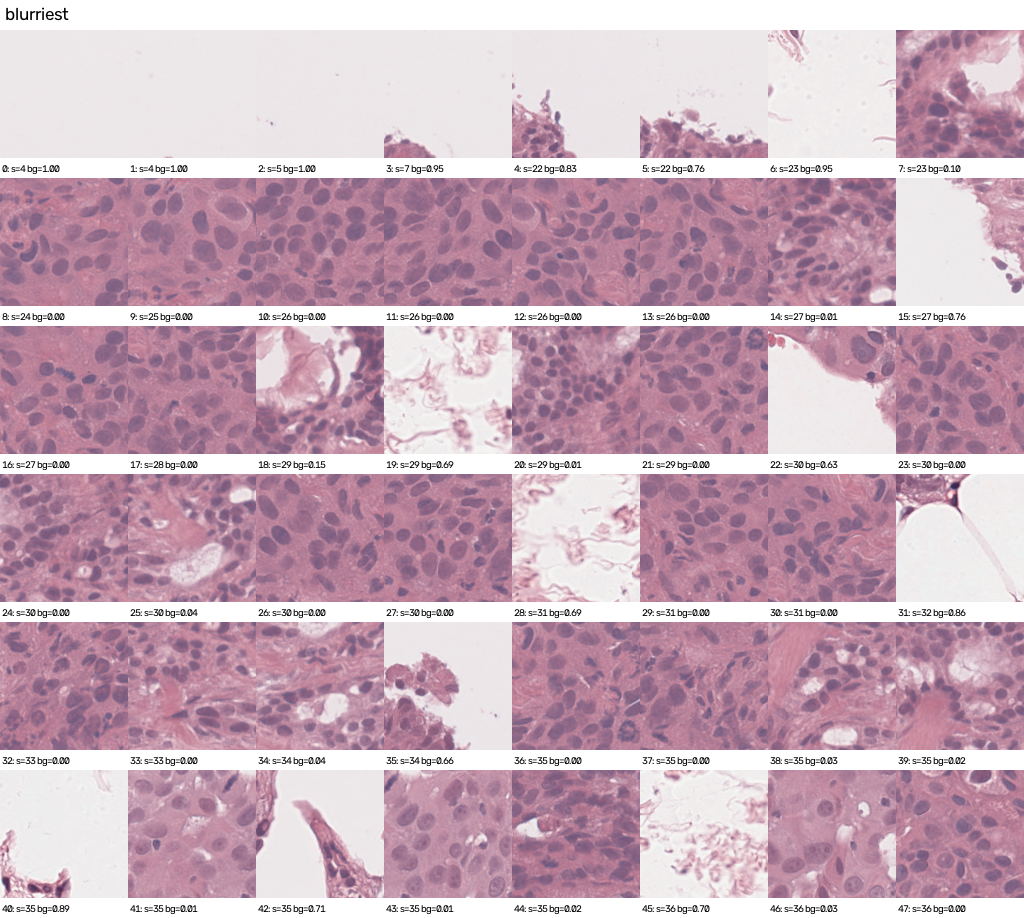 blurriest
0: s=4 bg=1.00 1: s=4 bg=1.00 2: s=5 bg=1.00 3: s=7 bg=0.95 4: s=22 bg=0.83 5: s=22 bg=0.76 6: s=23 bg=0.95 7: s=23 bg=0.10
8: s=24 bg=0.00 9: s=25 bg=0.00 10: s=26 bg=0.00 11: s=26 bg=0.00 12: s=26 bg=0.00 13: s=26 bg=0.00 14: s=27 bg=0.01 15: s=27 bg=0.76
16: s=27 bg=0.00 17: s=28 bg=0.00 18: s=29 bg=0.15 19: s=29 bg=0.69 20: s=29 bg=0.01 21: s=29 bg=0.00 22: s=30 bg=0.63 23: s=30 bg=0.00
24: s=30 bg=0.00 25: s=30 bg=0.04 26: s=30 bg=0.00 27: s=30 bg=0.00 28: s=31 bg=0.69 29: s=31 bg=0.00 30: s=31 bg=0.00 31: s=32 bg=0.86
32: s=33 bg=0.00 33: s=33 bg=0.00 34: s=34 bg=0.04 35: s=34 bg=0.66 36: s=35 bg=0.00 37: s=35 bg=0.00 38: s=35 bg=0.03 39: s=35 bg=0.02
40: s=35 bg=0.89 41: s=35 bg=0.01 42: s=35 bg=0.71 43: s=35 bg=0.01 44: s=35 bg=0.02 45: s=36 bg=0.70 46: s=36 bg=0.03 47: s=36 bg=0.00